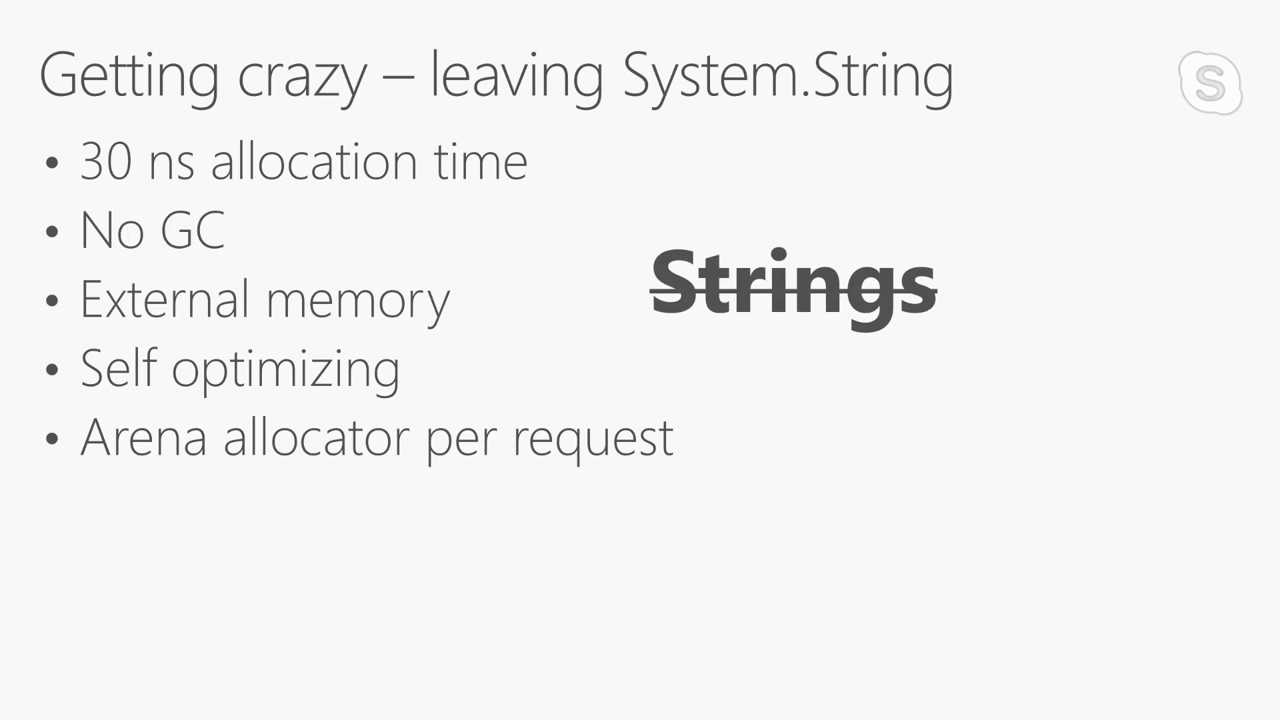 Getting crazy – leaving System.String
• 30 ns allocation time
• No GC
• External memory
• Self optimizing
• Arena allocator per request
Strings
S